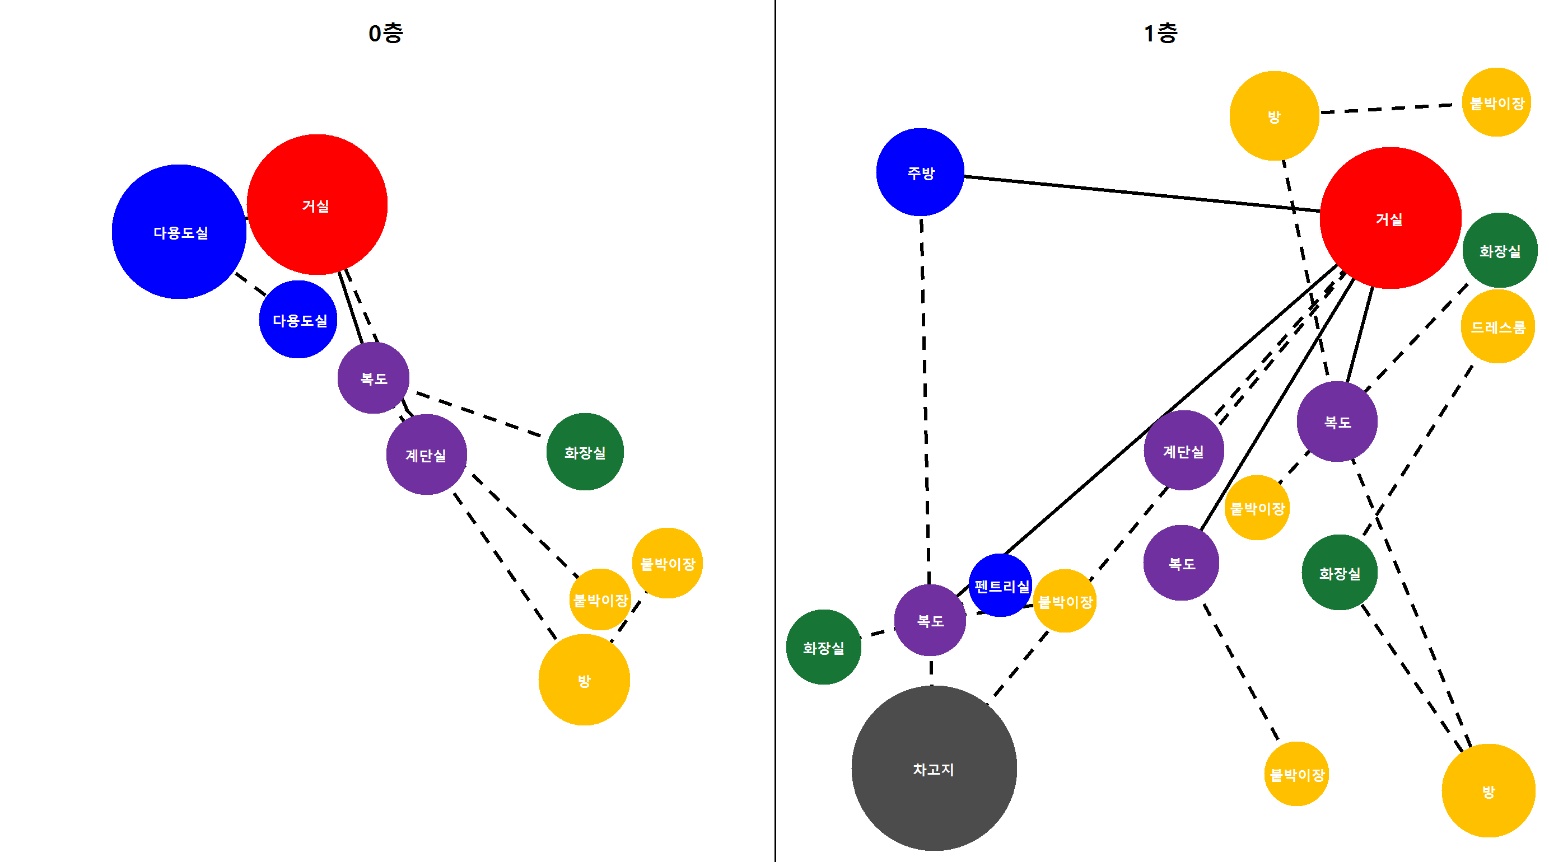 0층
거실
다용도실
다용도실
복도
계단실
화장실
붙박이장
붙박이장
방
1층
방
붙박이장
주방
거실
화장실
드레스룸
복도
계단실
붙박이장
복도
화장실
펜트리실
붙박이장
복도
화장실
차고지
붙박이장
방